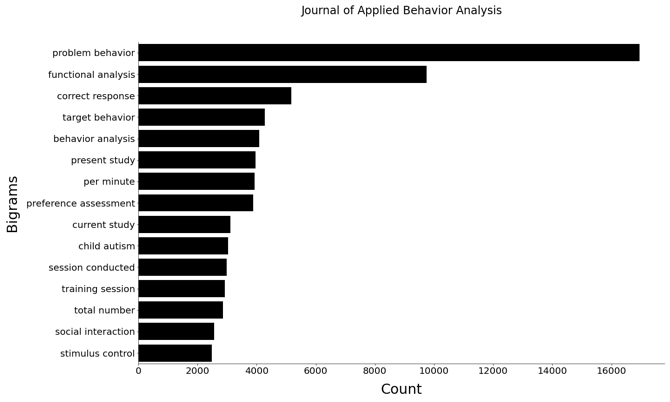 Journal of Applied Behavior Analysis
problem behavior
functional analysis
correct response
target behavior
behavior analysis
present study
per minute
preference assessment
current study
child autism
session conducted
training session
total number
social interaction
stimulus control
Bigrams
0 2000 4000 6000 8000 10000 12000 14000 16000
Count